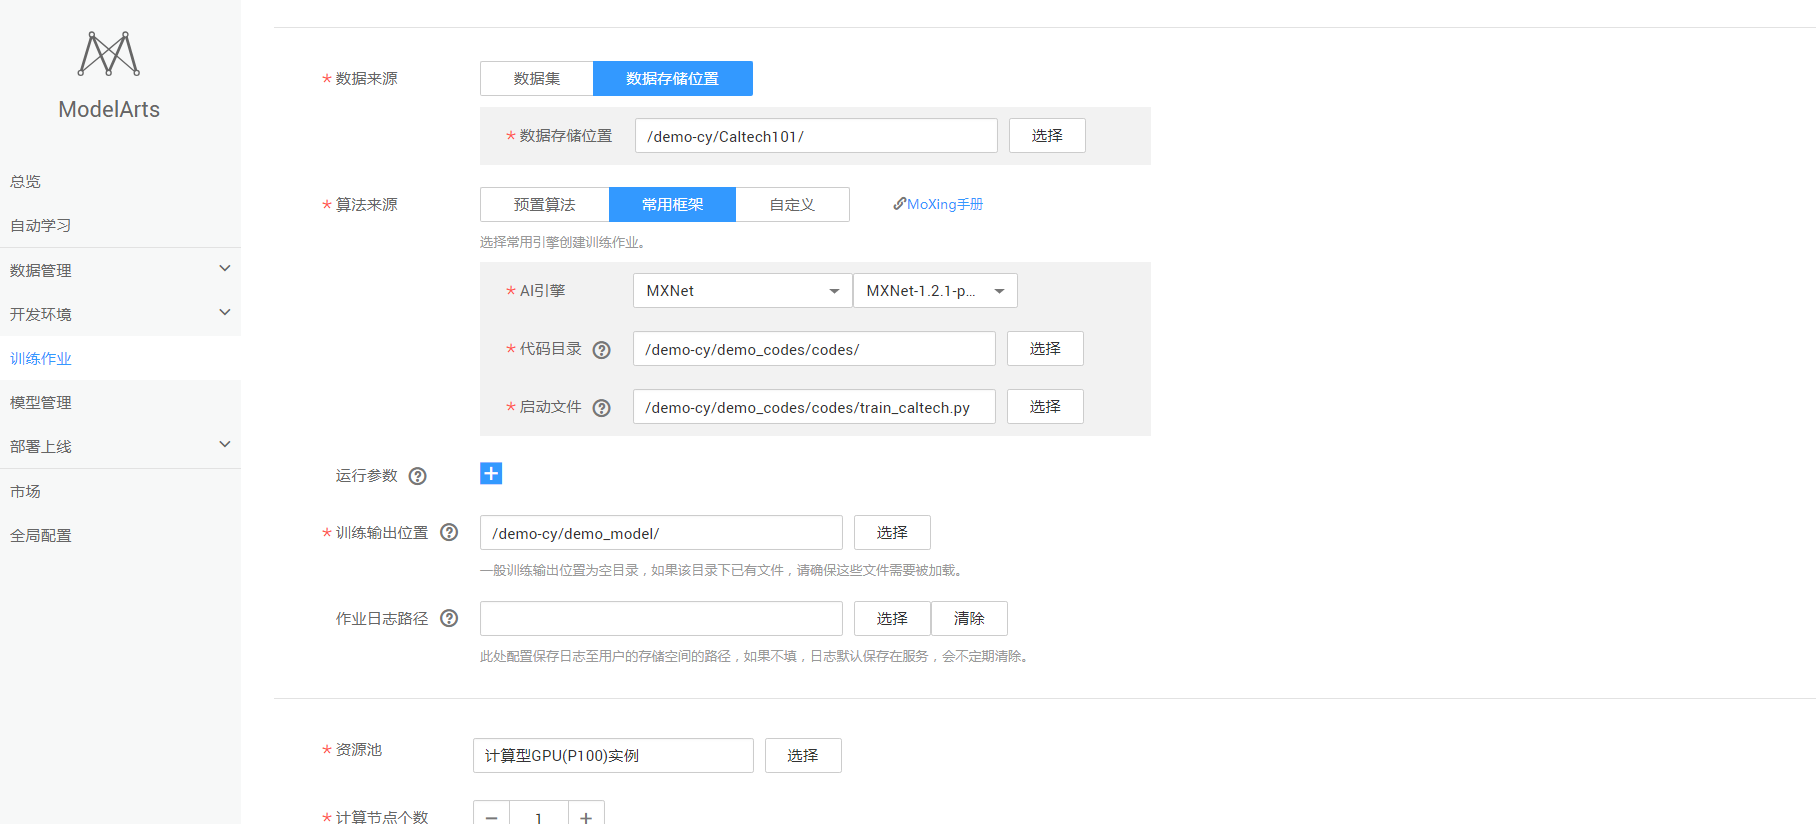 ModelArts
总览
自动学习
数据管理
开发环境
训练作业
模型管理
部署上线
市场
全局配置
* 数据来源 数据集 数据存储位置
* 数据存储位置 /demo-cy/Caltech101/ 选择
* 算法来源 预置算法 常用框架 自定义 MoXing手册
选择常用引擎创建训练作业。
* AI引擎 MXNet MXNet-1.2.1-p...
* 代码目录 ? /demo-cy/demo_codes/codes/ 选择
* 启动文件 ? /demo-cy/demo_codes/codes/train_caltech.py 选择
运行参数 ? +
* 训练输出位置 ? /demo-cy/demo_model/ 选择
一般训练输出位置为空目录，如果该目录下已有文件，请确保这些文件需要被加载。
作业日志路径 ? 选择 清除
此处配置保存日志至用户的存储空间的路径，如果不填，日志默认保存在服务，会不定期清除。
* 资源池 计算型GPU(P100)实例 选择
* 计算节点个数 − 1 +